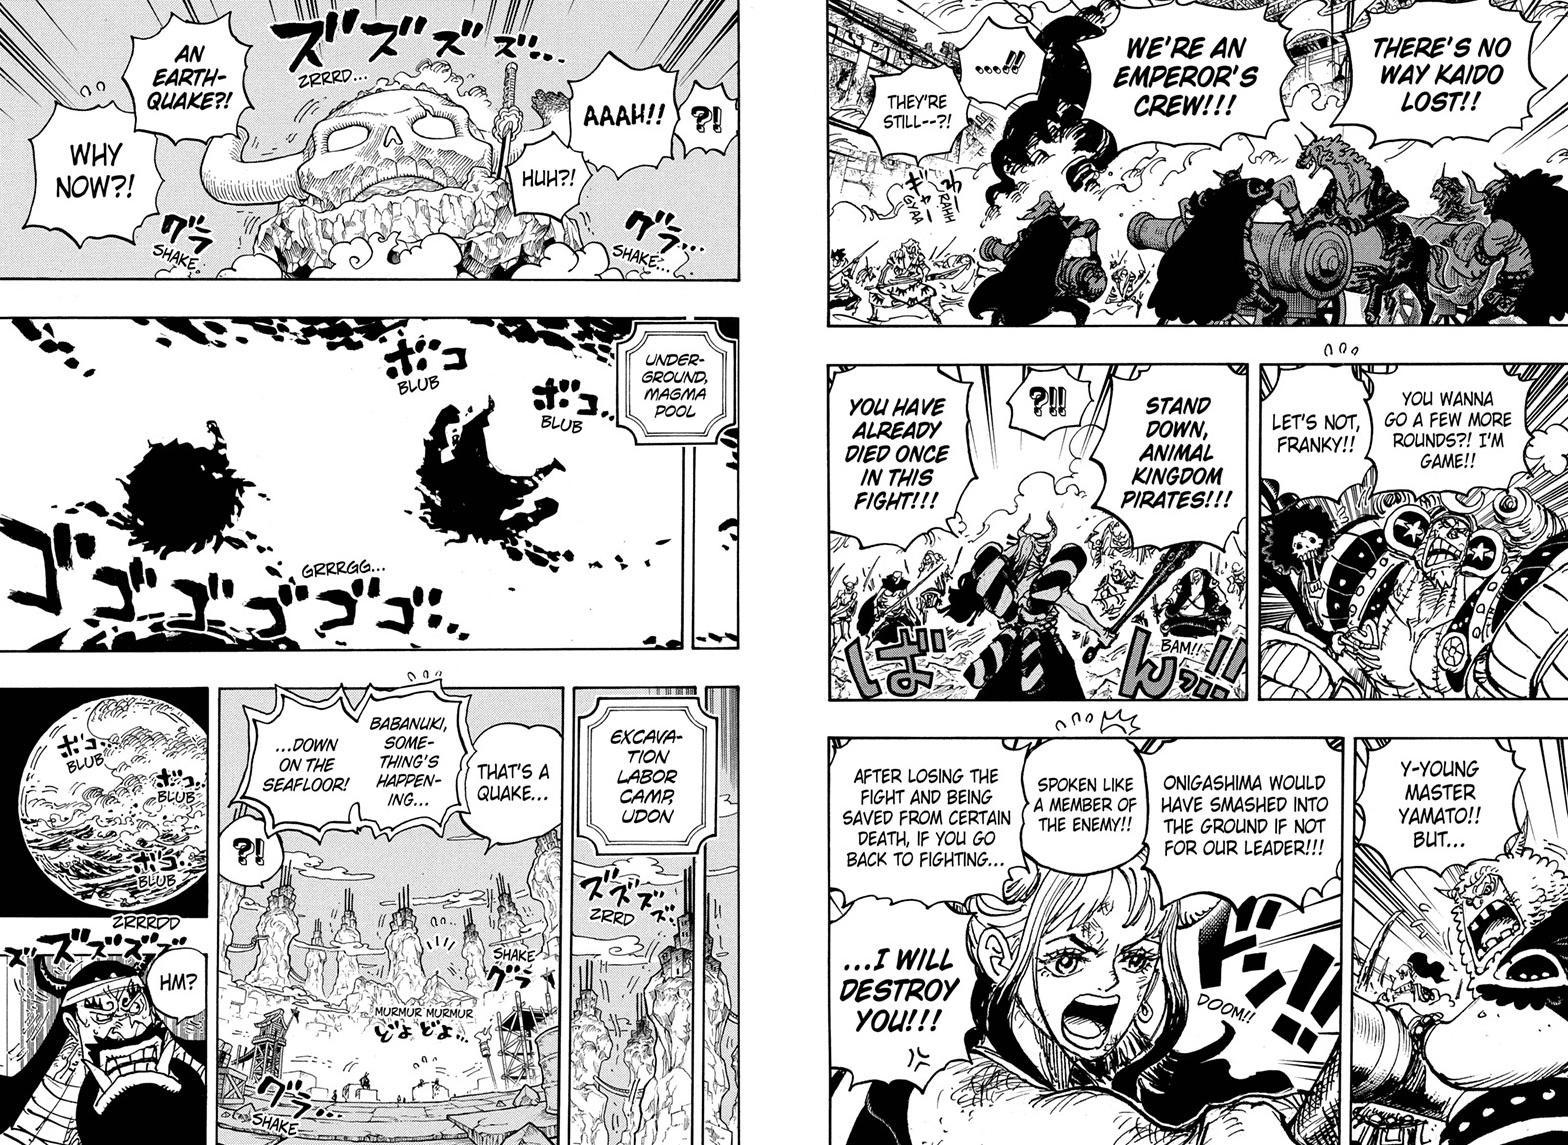 THERE'S NO
WAY KAIDO
LOST!!
WE'RE AN
EMPEROR'S
CREW!!!
....!!
THEY'RE
STILL--?!
ワー
RAHH
ギャー
GYAA
YOU WANNA
GO A FEW MORE
ROUNDS?! I'M
GAME!!
LET'S NOT,
FRANKY!!
STAND
DOWN,
ANIMAL
KINGDOM
PIRATES!!!
?!!
YOU HAVE
ALREADY
DIED ONCE
IN THIS
FIGHT!!!
ばんっ!!
BAM!!
Y-YOUNG
MASTER
YAMATO!!
BUT...
ONIGASHIMA WOULD
HAVE SMASHED INTO
THE GROUND IF NOT
FOR OUR LEADER!!!
SPOKEN LIKE
A MEMBER OF
THE ENEMY!!
AFTER LOSING THE
FIGHT AND BEING
SAVED FROM CERTAIN
DEATH, IF YOU GO
BACK TO FIGHTING...
...I WILL
DESTROY
YOU!!!
ドン!!
DOOM!!
?!
AAAH!!
HUH?!
ズズズズ...
ZRRRD...
AN
EARTH-
QUAKE?!
WHY
NOW?!
グラ...
SHAKE...
グラ
SHAKE
UNDER-
GROUND,
MAGMA
POOL
ボコ
BLUB
ボコ..
BLUB
GRRRGG...
ゴゴゴゴゴゴ..
EXCAVA-
TION
LABOR
CAMP,
UDON
ズズズズ..
ZRRD
THAT'S A
QUAKE...
BABANUKI,
SOME-
THING'S
HAPPEN-
ING...
...DOWN
ON THE
SEAFLOOR!
?!
SHAKE
グラ
MURMUR MURMUR
どよどよ...
グラ...
SHAKE
ボコ..
BLUB
ボコ..
BLUB
ボコ..
BLUB
ZRRRDD
ズズズズズ
HM?